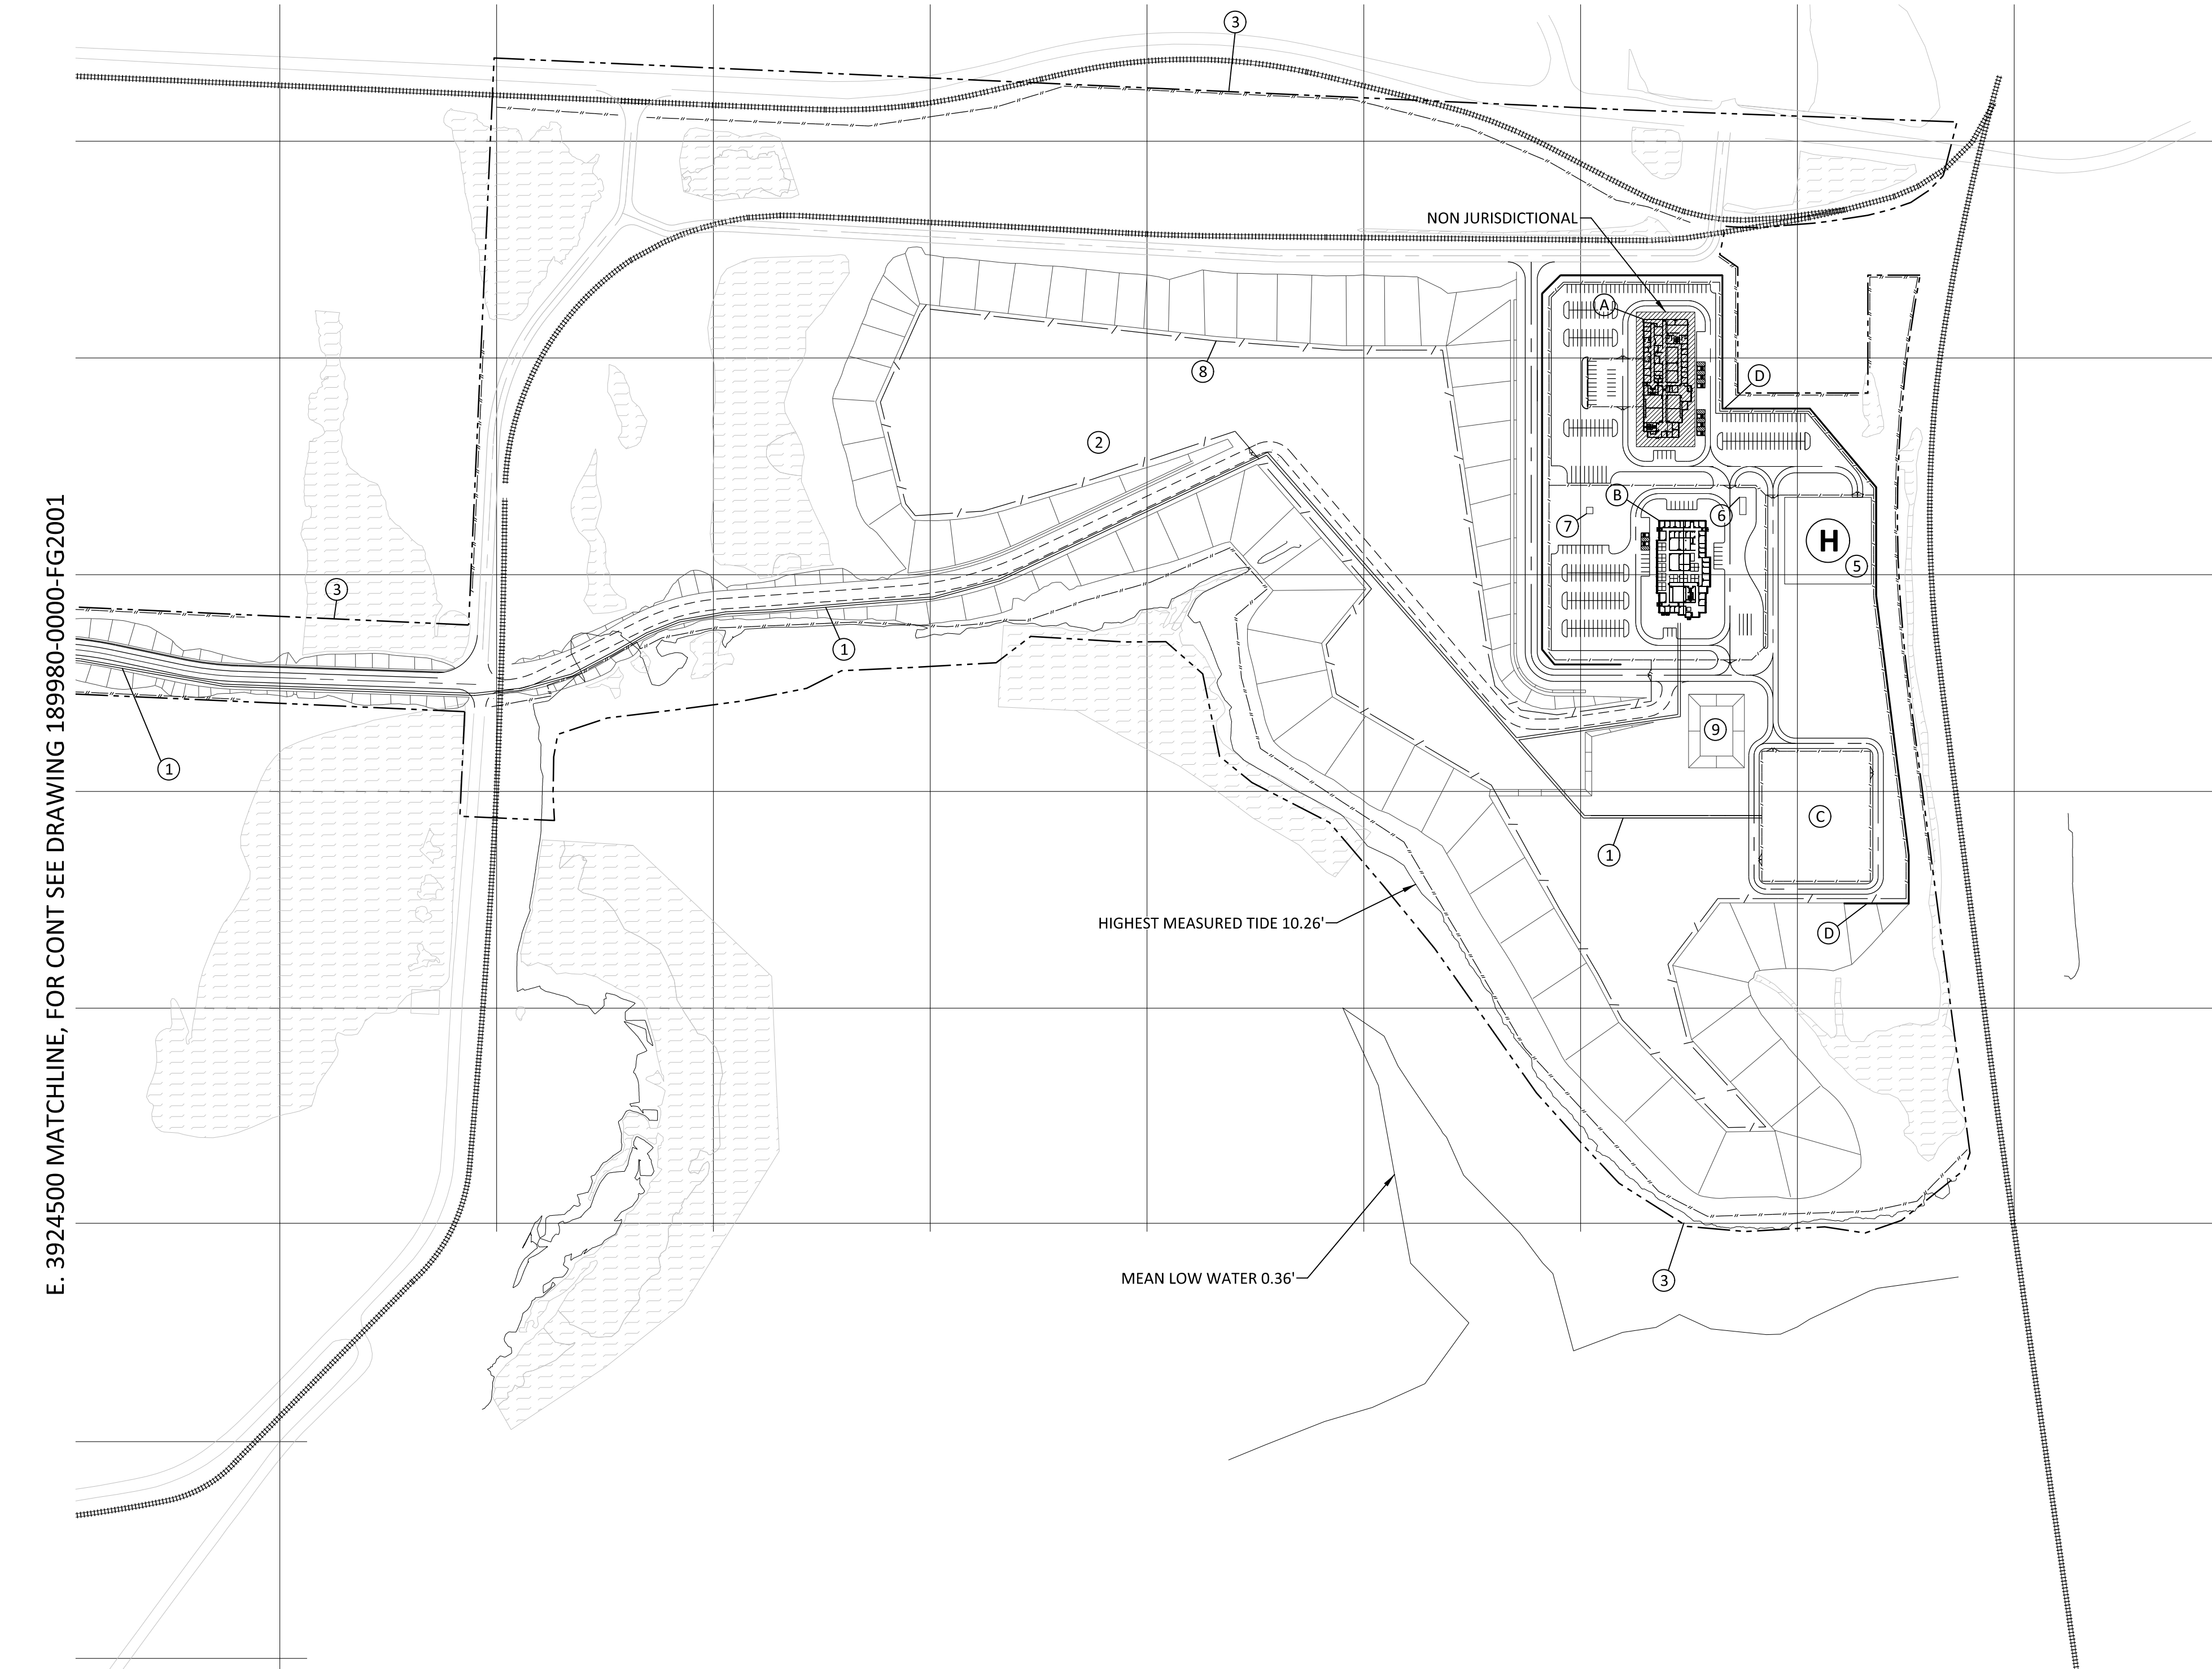 3
NON JURISDICTIONAL
A
8
D
2
B
6
7
H
5
3
1
1
9
C
1
HIGHEST MEASURED TIDE 10.26'
D
MEAN LOW WATER 0.36'
3
E. 3924500 MATCHLINE, FOR CONT SEE DRAWING 189980-0000-FG2001